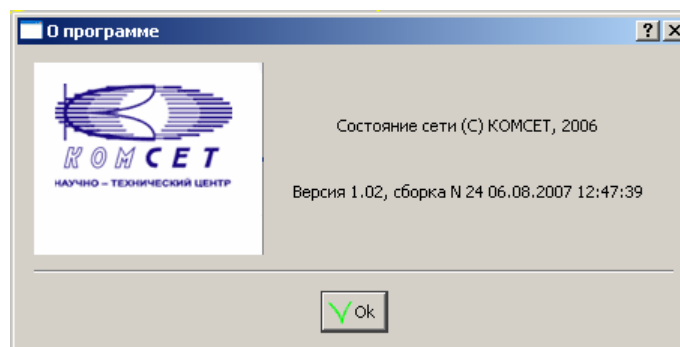 О программе
КОМСЕТ
НАУЧНО – ТЕХНИЧЕСКИЙ ЦЕНТР
Состояние сети (С) КОМСЕТ, 2006
Версия 1.02, сборка N 24 06.08.2007 12:47:39
Ok